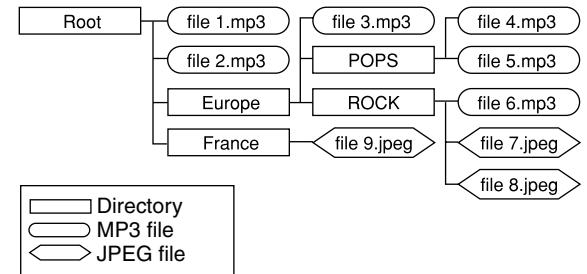 Root file 1.mp3 file 3.mp3 file 4.mp3
file 2.mp3 POPS file 5.mp3
Europe ROCK file 6.mp3
France file 9.jpeg file 7.jpeg
file 8.jpeg
Directory
MP3 file
JPEG file